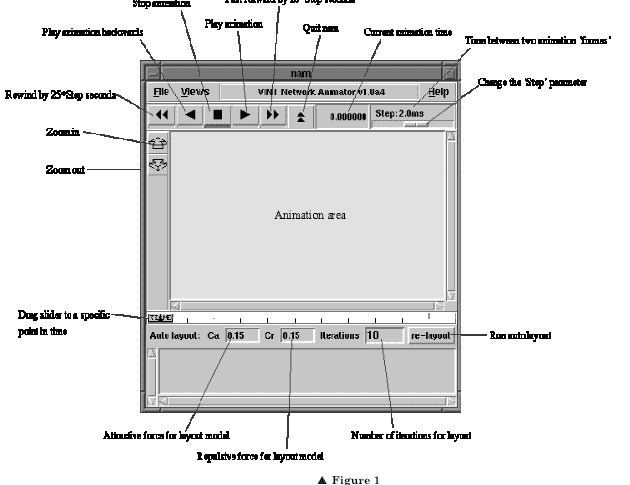 Stop animation
Fast forward by 25*Step seconds
Play animation backwards
Play animation
Quit nam
Current animation time
Time between two animation 'frames'
Change the 'Step' parameter
nam
File Views VINT Network Animator v1.0a4 Help
Rewind by 25*Step seconds
0.000000
Step: 2.0ms
Zoom in
Zoom out
Animation area
Drag slider to a specific
point in time
TIME
Auto layout: Ca 0.15 Cr 0.15 Iterations 10 re-layout
Run autolayout
Attractive force for layout model
Number of iterations for layout
Repulsive force for layout model
▲ Figure 1